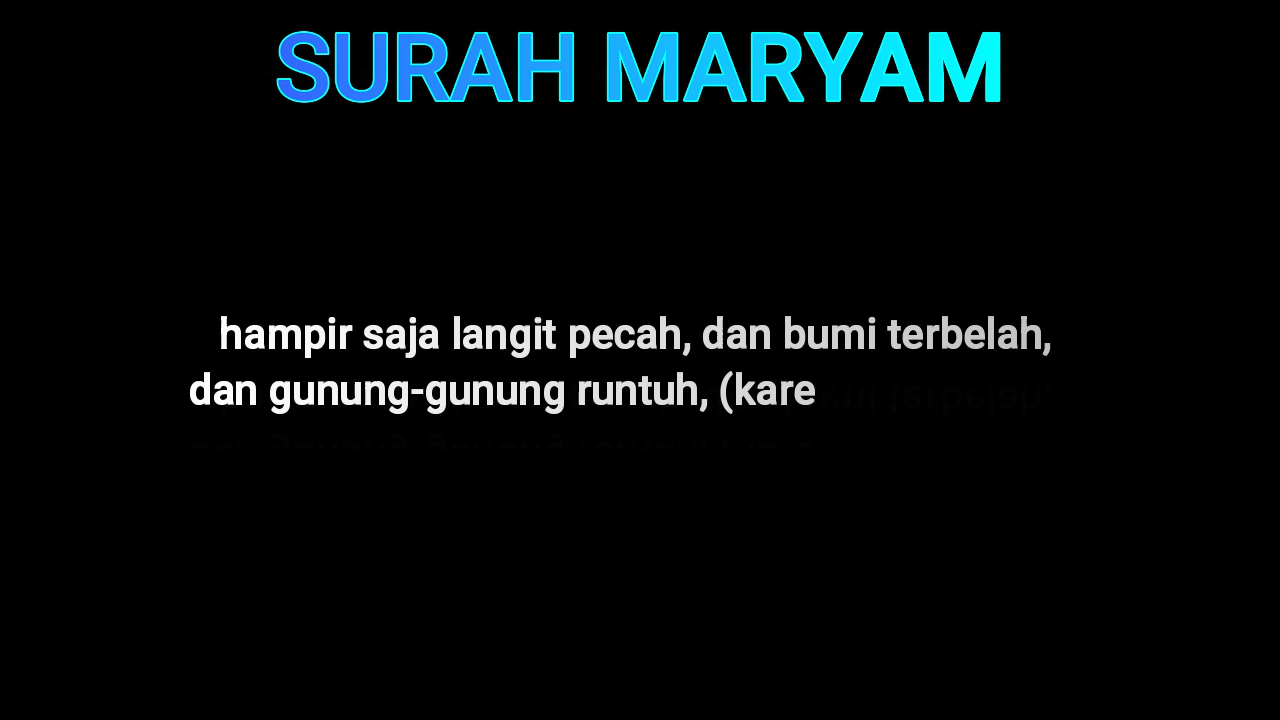 SURAH MARYAM
hampir saja langit pecah, dan bumi terbelah,
dan gunung-gunung runtuh, (kare